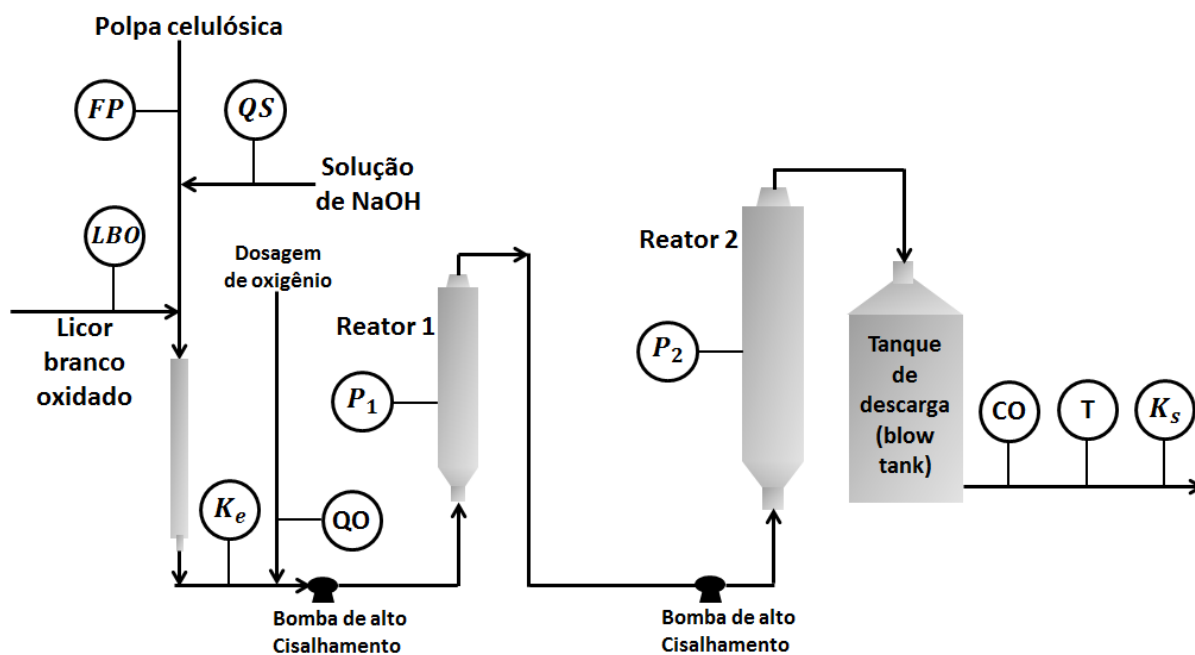 Polpa celulósica
FP
QS
Solução
de NaOH
LBO
Licor
branco
oxidado
Dosagem
de oxigênio
Reator 1
P₁
Kₑ
QO
Bomba de alto
Cisalhamento
Reator 2
P₂
Bomba de alto
Cisalhamento
Tanque
de
descarga
(blow
tank)
CO
T
Kₛ